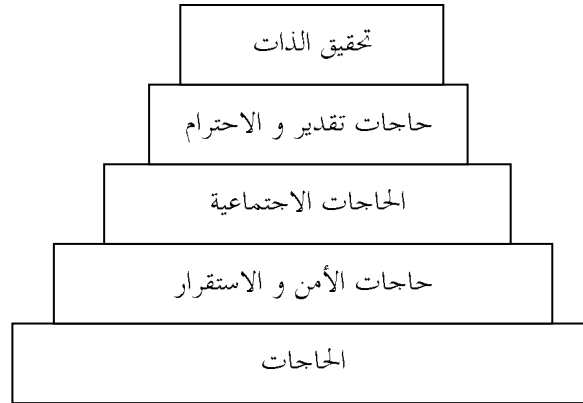 تحقيق الذات
حاجات تقدير و الاحترام
الحاجات الاجتماعية
حاجات الأمن و الاستقرار
الحاجات